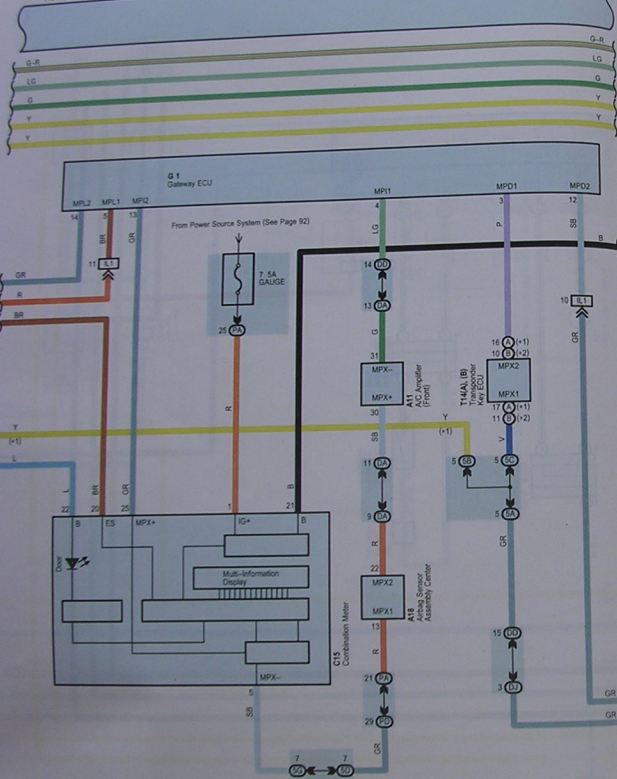 G-R
G-R
LG
LG
G
G
Y
Y
Y
Y
G 1
Gateway ECU
MPL2
MPL1
MPI2
MPI1
MPD1
MPD2
14
5
13
4
3
12
BR
GR
LG
P
SB
From Power Source System (See Page 92)
B
11
IL1
GR
R
BR
7. 5A
GAUGE
14
DD
13
DA
10
IL1
25
PA
G
GR
16
A
(*1)
10
B
(*2)
31
MPX–
MPX+
A11
A/C Amplifier
(Front)
MPX2
MPX1
T14(A), (B)
Transponder
Key ECU
30
17
A
(*1)
11
B
(*2)
R
SB
Y
(*1)
Y
(*1)
V
L
11
DA
5
5B
5
5C
L
BR
GR
B
22
20
25
1
21
9
DA
5
5A
B
ES
MPX+
IG+
B
R
GR
Door
Multi-Information
Display
22
MPX2
MPX1
A18
Airbag Sensor
Assembly Center
13
15
DD
C15
Combination Meter
R
MPX–
5
21
PA
3
DJ
SB
29
PD
GR
GR
GR
7
7
5G
5D